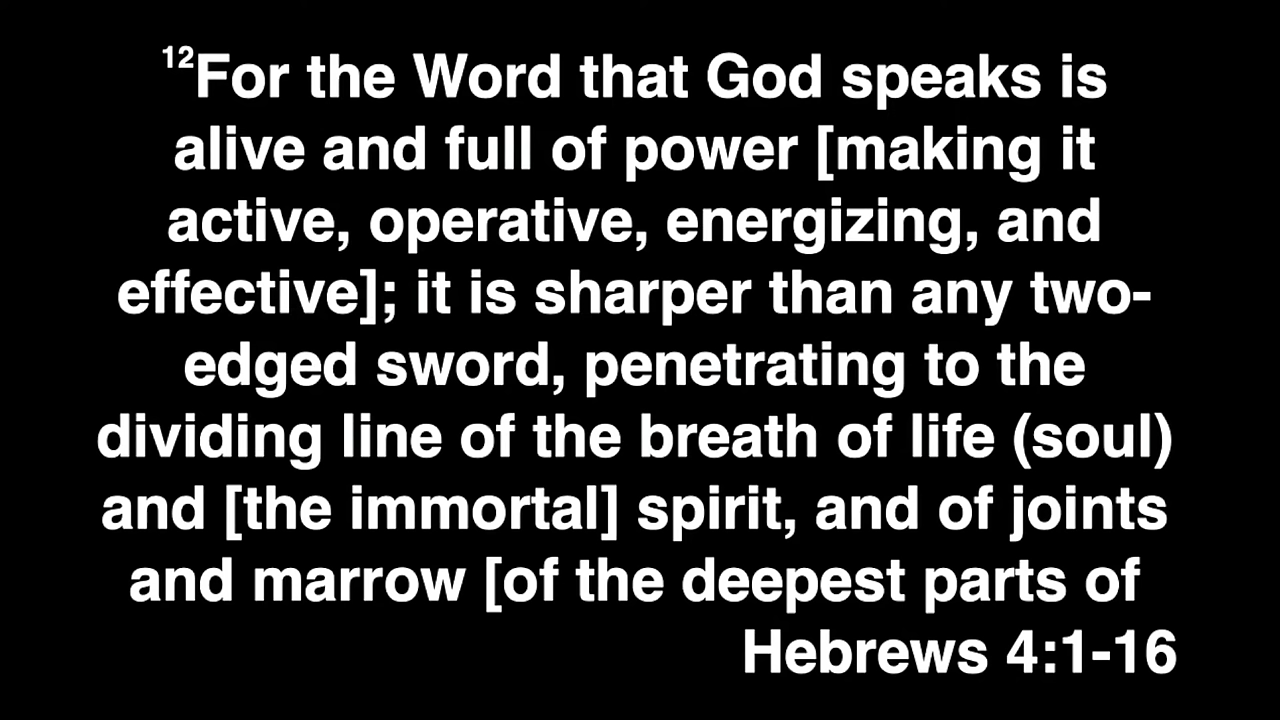 12For the Word that God speaks is
alive and full of power [making it
active, operative, energizing, and
effective]; it is sharper than any two-
edged sword, penetrating to the
dividing line of the breath of life (soul)
and [the immortal] spirit, and of joints
and marrow [of the deepest parts of
Hebrews 4:1-16